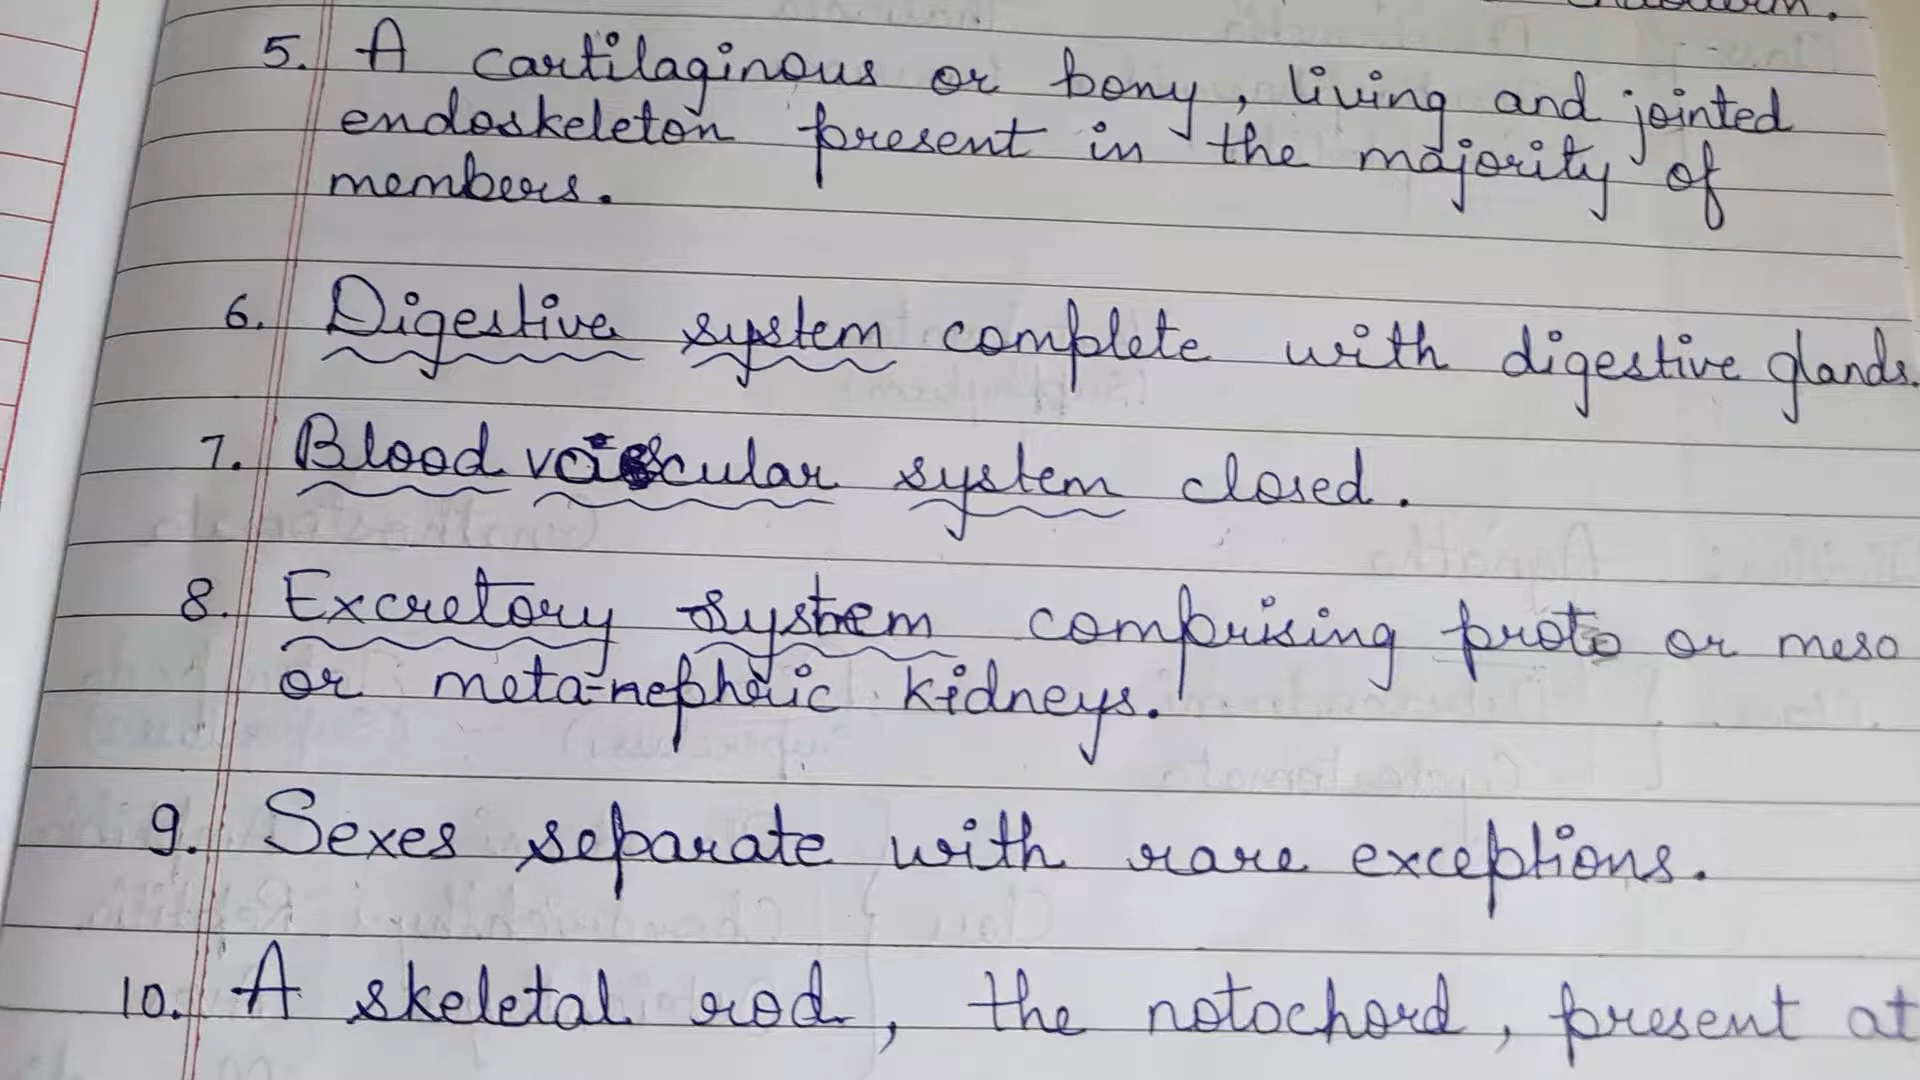 5. A cartilaginous or bony, living and jointed
endoskeleton present in the majority of
members.
6. Digestive system complete with digestive glands.
7. Blood vascular system closed.
8. Excretory system comprising proto or meso
or meta-nephric kidneys.
9. Sexes separate with rare exceptions.
10. A skeletal rod, the notochord, present at